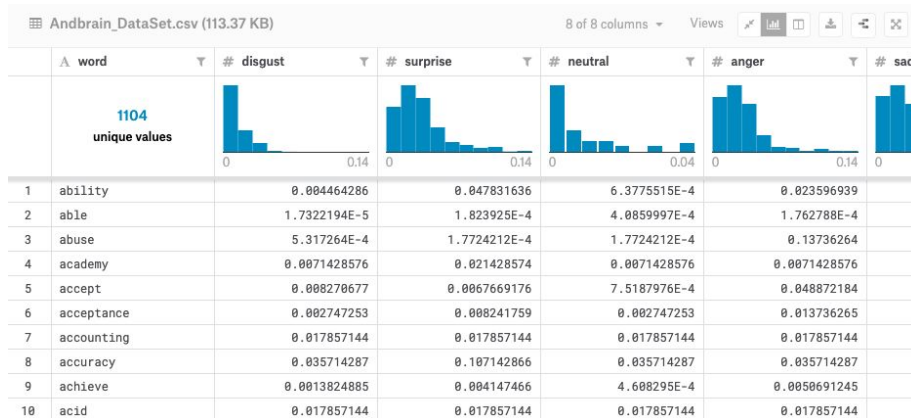 Andbrain_DataSet.csv (113.37 KB) 8 of 8 columns Views
A word # disgust # surprise # neutral # anger # sad
1104
unique values
0 0.14 0 0.14 0 0.04 0 0.14 0
1 ability 0.004464286 0.047831636 6.3775515E-4 0.023596939
2 able 1.7322194E-5 1.823925E-4 4.0859997E-4 1.762788E-4
3 abuse 5.317264E-4 1.7724212E-4 1.7724212E-4 0.13736264
4 academy 0.0071428576 0.021428574 0.0071428576 0.0071428576
5 accept 0.008270677 0.0067669176 7.5187976E-4 0.048872184
6 acceptance 0.002747253 0.008241759 0.002747253 0.013736265
7 accounting 0.017857144 0.017857144 0.017857144 0.017857144
8 accuracy 0.035714287 0.107142866 0.035714287 0.035714287
9 achieve 0.0013824885 0.004147466 4.608295E-4 0.0050691245
10 acid 0.017857144 0.017857144 0.017857144 0.017857144